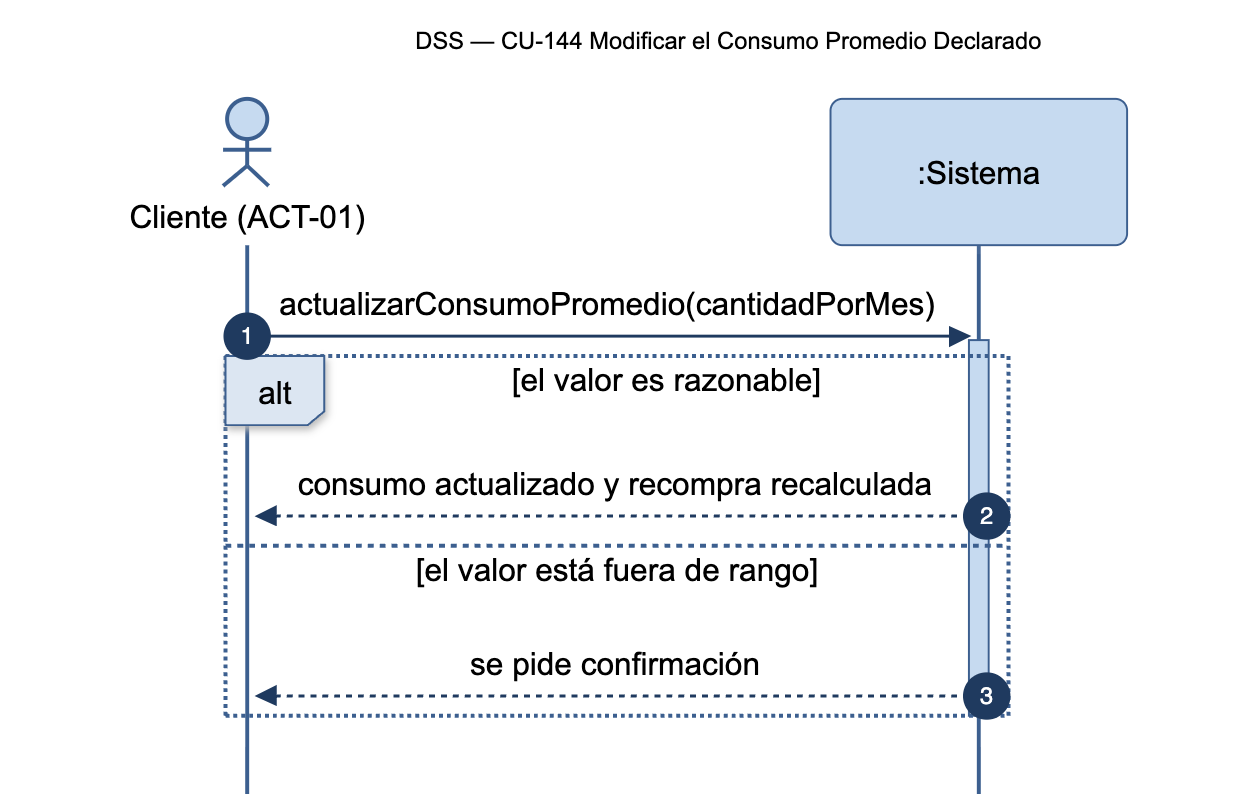 DSS — CU-144 Modificar el Consumo Promedio Declarado
Cliente (ACT-01)
:Sistema
actualizarConsumoPromedio(cantidadPorMes)
1
alt
[el valor es razonable]
consumo actualizado y recompra recalculada
2
[el valor está fuera de rango]
se pide confirmación
3